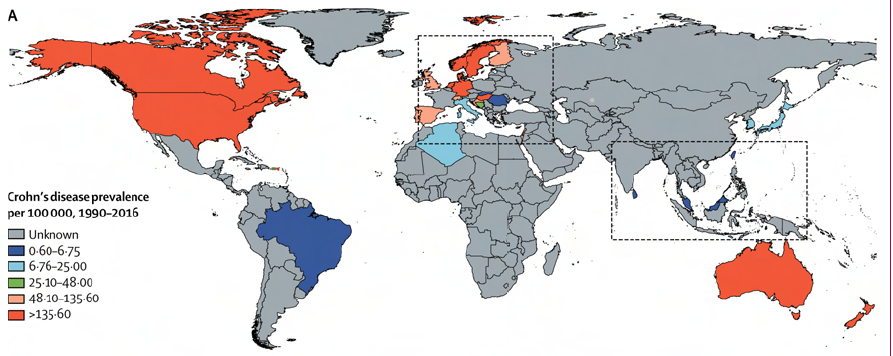 A
Crohn's disease prevalence
per 100 000, 1990–2016
Unknown
0·60–6·75
6·76–25·00
25·10–48·00
48·10–135·60
>135·60